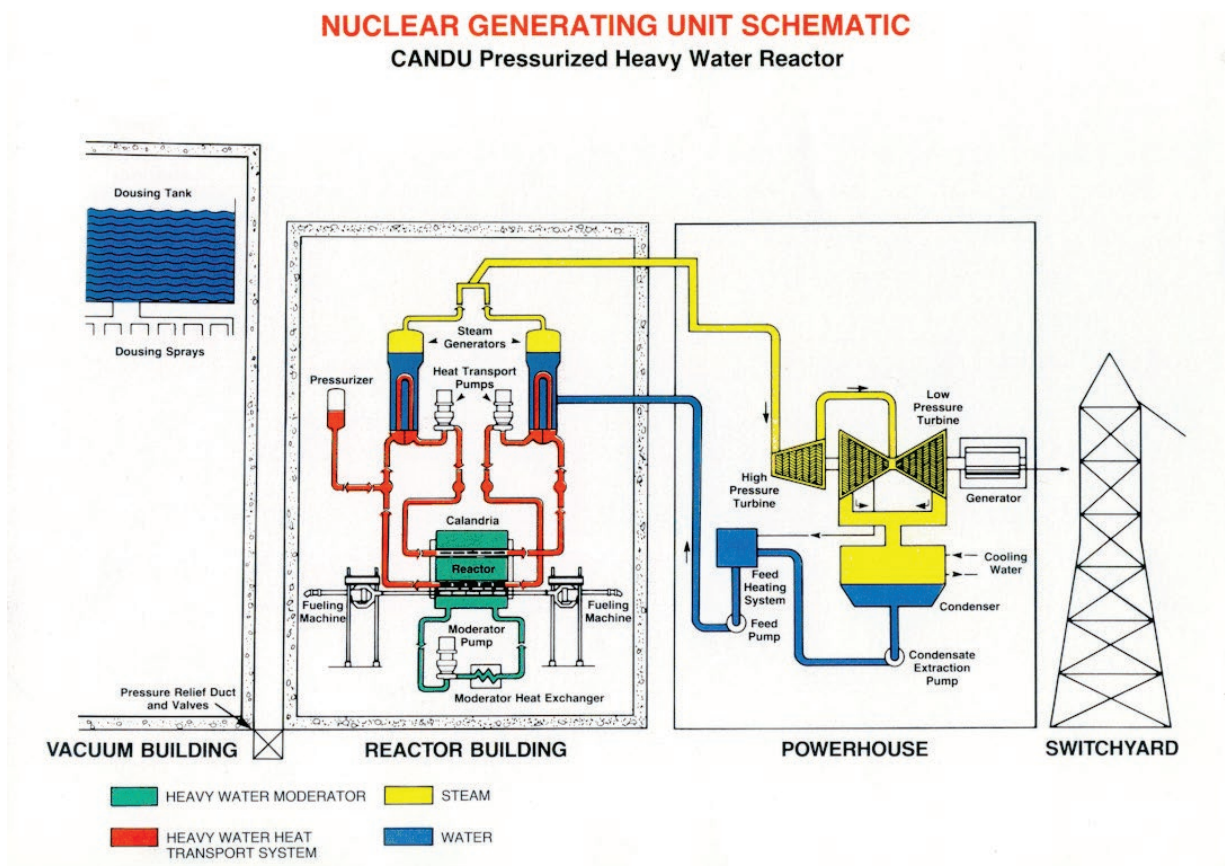 NUCLEAR GENERATING UNIT SCHEMATIC
CANDU Pressurized Heavy Water Reactor
Dousing Tank
Dousing Sprays
Pressurizer
Steam
Generators
Heat Transport
Pumps
Calandria
Reactor
Fueling
Machine
Fueling
Machine
Moderator
Pump
Moderator Heat Exchanger
Pressure Relief Duct
and Valves
Low
Pressure
Turbine
High
Pressure
Turbine
Generator
Cooling
Water
Feed
Heating
System
Condenser
Feed
Pump
Condensate
Extraction
Pump
VACUUM BUILDING
REACTOR BUILDING
POWERHOUSE
SWITCHYARD
HEAVY WATER MODERATOR
STEAM
HEAVY WATER HEAT
TRANSPORT SYSTEM
WATER